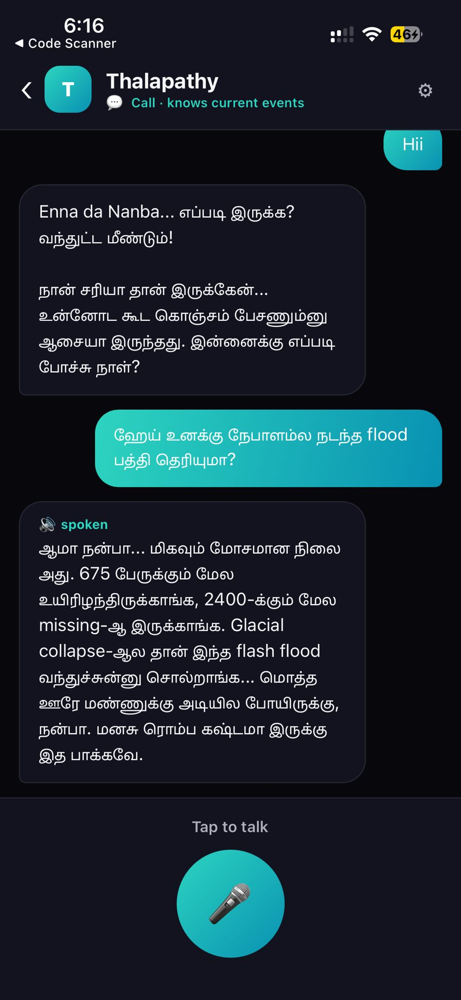 6:16
◀ Code Scanner
46
T
Thalapathy
💬 Call · knows current events
Hii
Enna da Nanba... எப்படி இருக்க?
வந்துட்ட மீண்டும்!
நான் சரியா தான் இருக்கேன்...
உன்னோட கூட கொஞ்சம் பேசணும்னு
ஆசையா இருந்தது. இன்னைக்கு எப்படி
போச்சு நாள்?
ஹேய் உனக்கு நேபாளம்ல நடந்த flood
பத்தி தெரியுமா?
🔊 spoken
ஆமா நன்பா... மிகவும் மோசமான நிலை
அது. 675 பேருக்கும் மேல
உயிரிழந்திருக்காங்க, 2400-க்கும் மேல
missing-ஆ இருக்காங்க. Glacial
collapse-ஆல தான் இந்த flash flood
வந்துச்சுன்னு சொல்றாங்க... மொத்த
ஊரே மண்ணுக்கு அடியில போயிருக்கு,
நன்பா. மனசு ரொம்ப கஷ்டமா இருக்கு
இத பாக்கவே.
Tap to talk